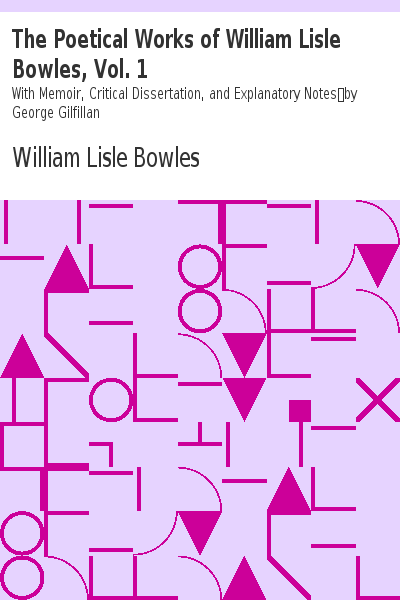 The Poetical Works of William Lisle
Bowles, Vol. 1
With Memoir, Critical Dissertation, and Explanatory Notes▯by
George Gilfillan
William Lisle Bowles